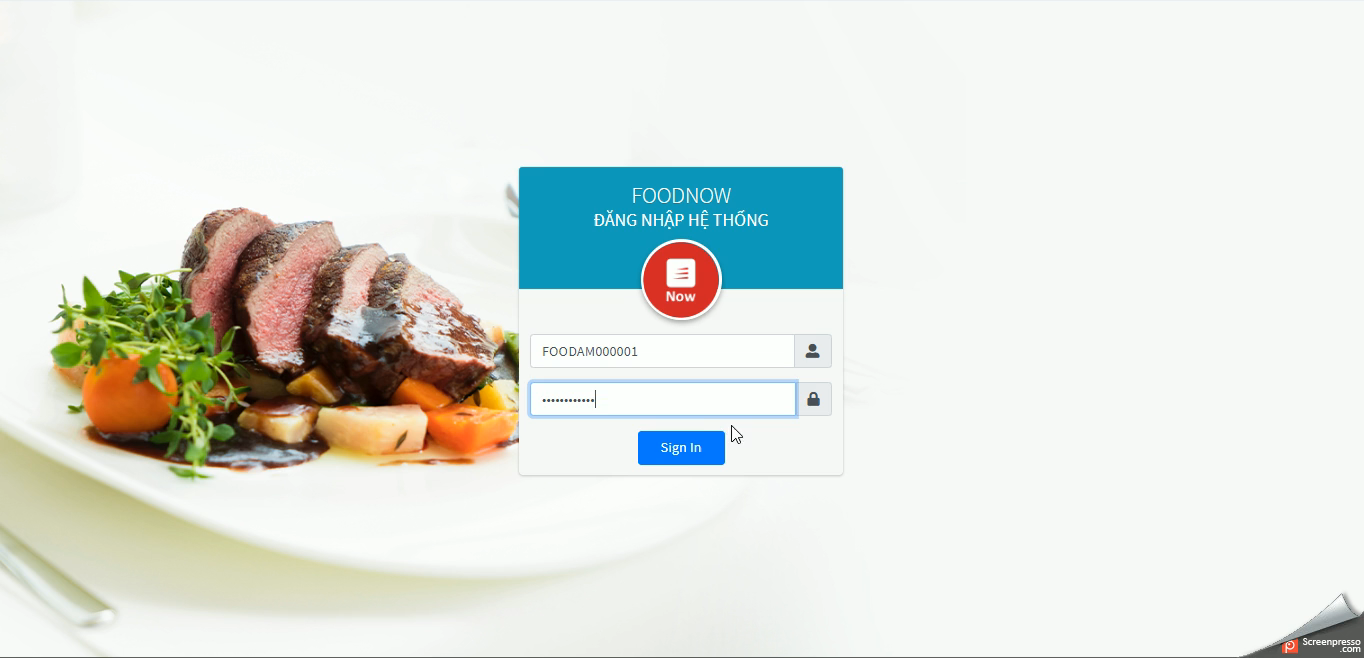 FOODNOW
ĐĂNG NHẬP HỆ THỐNG
Now
FOODAM000001
••••••••••••
Sign In
Screenpresso
.com